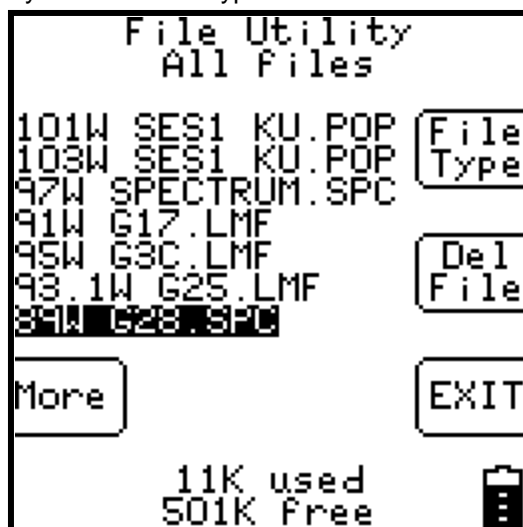 File Utility
All files
101W SES1 KU.POP
103W SES1 KU.POP
97W SPECTRUM.SPC
91W G17.LMF
95W G3C.LMF
93.1W G25.LMF
89W G28.SPC
File
Type
Del
File
More
EXIT
11K used
501K free